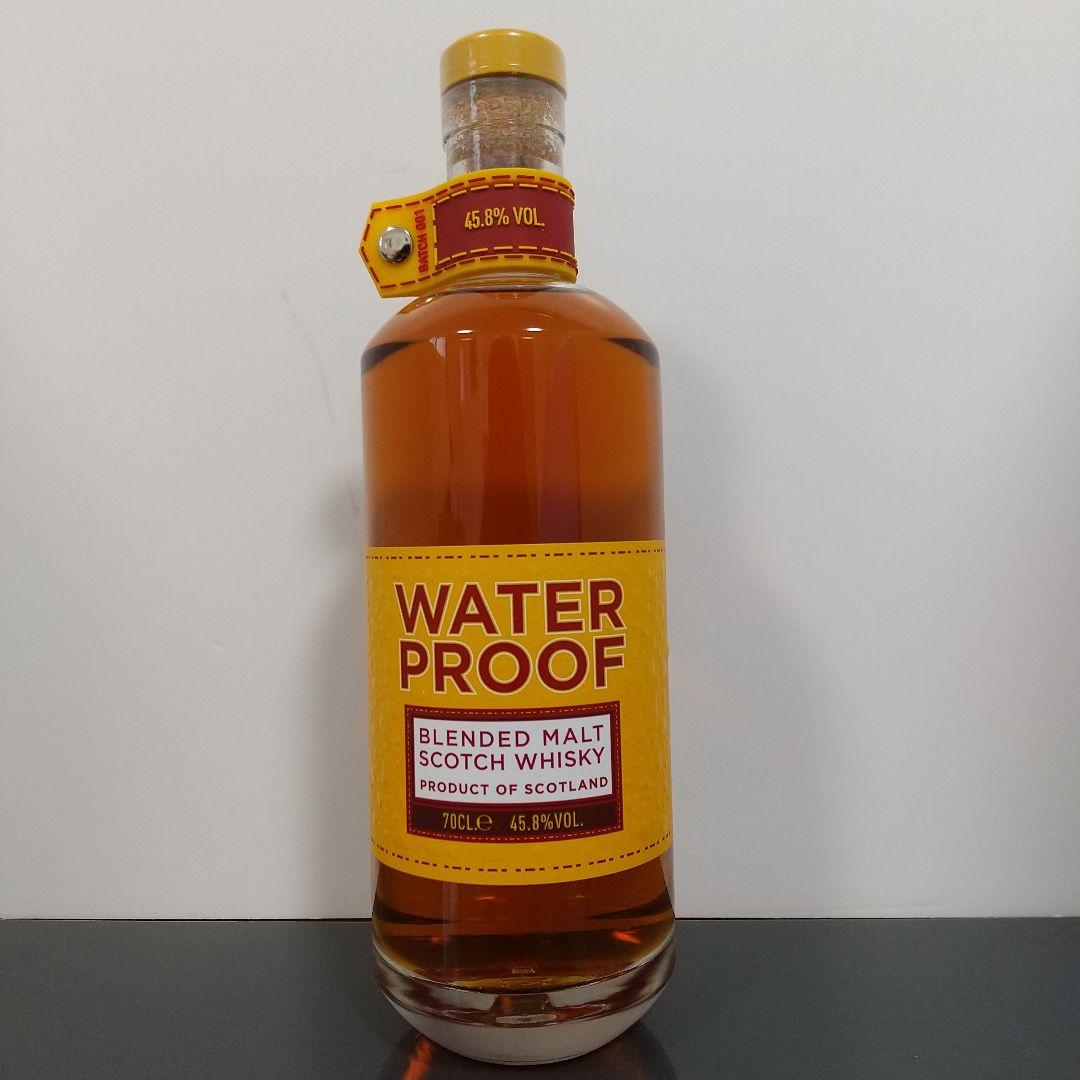 45.8% VOL.
BATCH 001
WATER
PROOF
BLENDED MALT
SCOTCH WHISKY
PRODUCT OF SCOTLAND
70CL.℮ 45.8%VOL.